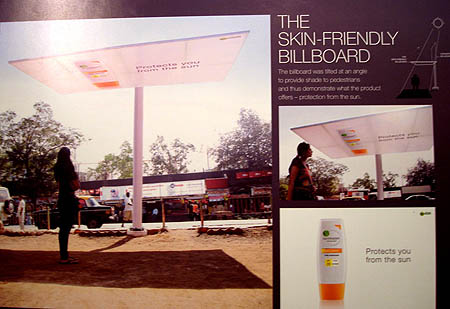 Protects you
from the sun
THE
SKIN-FRIENDLY
BILLBOARD
The billboard was tilted at an angle
to provide shade to pedestrians
and thus demonstrate what the product
offers – protection from the sun.
Protects you
from the sun
Protects you
from the sun